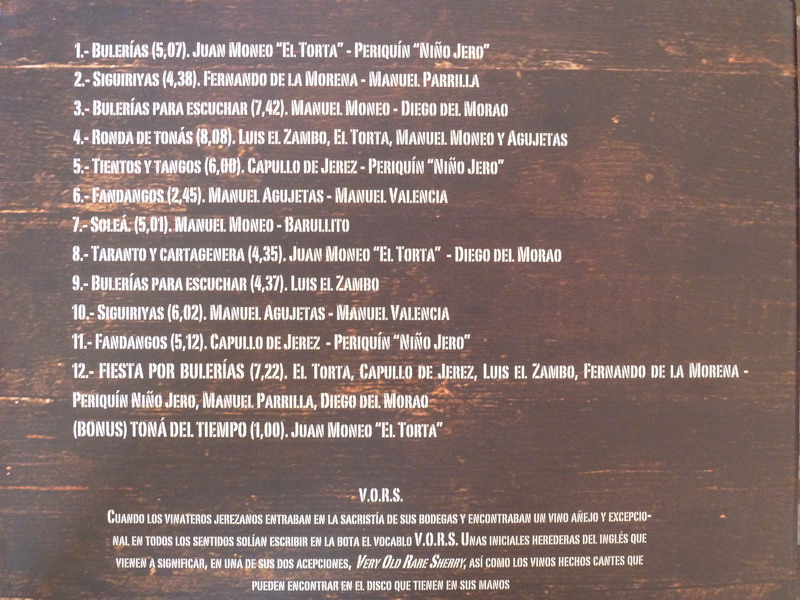 1.- Bulerías (5,07). Juan Moneo "El Torta" - Periquín "Niño Jero"
2.- Siguiriyas (4,38). Fernando de la Morena - Manuel Parrilla
3.- Bulerías para escuchar (7,42). Manuel Moneo - Diego del Morao
4.- Ronda de tonás (8,08). Luis el Zambo, El Torta, Manuel Moneo y Agujetas
5.- Tientos y tangos (6,00). Capullo de Jerez - Periquín "Niño Jero"
6.- Fandangos (2,45). Manuel Agujetas - Manuel Valencia
7.- Soleá. (5,01). Manuel Moneo - Barullito
8.- Taranto y cartagenera (4,35). Juan Moneo "El Torta" - Diego del Morao
9.- Bulerías para escuchar (4,37). Luis el Zambo
10.- Siguiriyas (6,02). Manuel Agujetas - Manuel Valencia
11.- Fandangos (5,12). Capullo de Jerez - Periquín "Niño Jero"
12.- FIESTA POR BULERÍAS (7,22). El Torta, Capullo de Jerez, Luis el Zambo, Fernando de la Morena -
Periquín Niño Jero, Manuel Parrilla, Diego del Morao
(BONUS) TONÁ DEL TIEMPO (1,00). Juan Moneo "El Torta"
V.O.R.S.
Cuando los vinateros jerezanos entraban en la sacristía de sus bodegas y encontraban un vino añejo y excepcio-
nal en todos los sentidos solían escribir en la bota el vocablo V.O.R.S. Unas iniciales herederas del inglés que
vienen a significar, en una de sus dos acepciones, Very Old Rare Sherry, así como los vinos hechos cantes que
pueden encontrar en el disco que tienen en sus manos